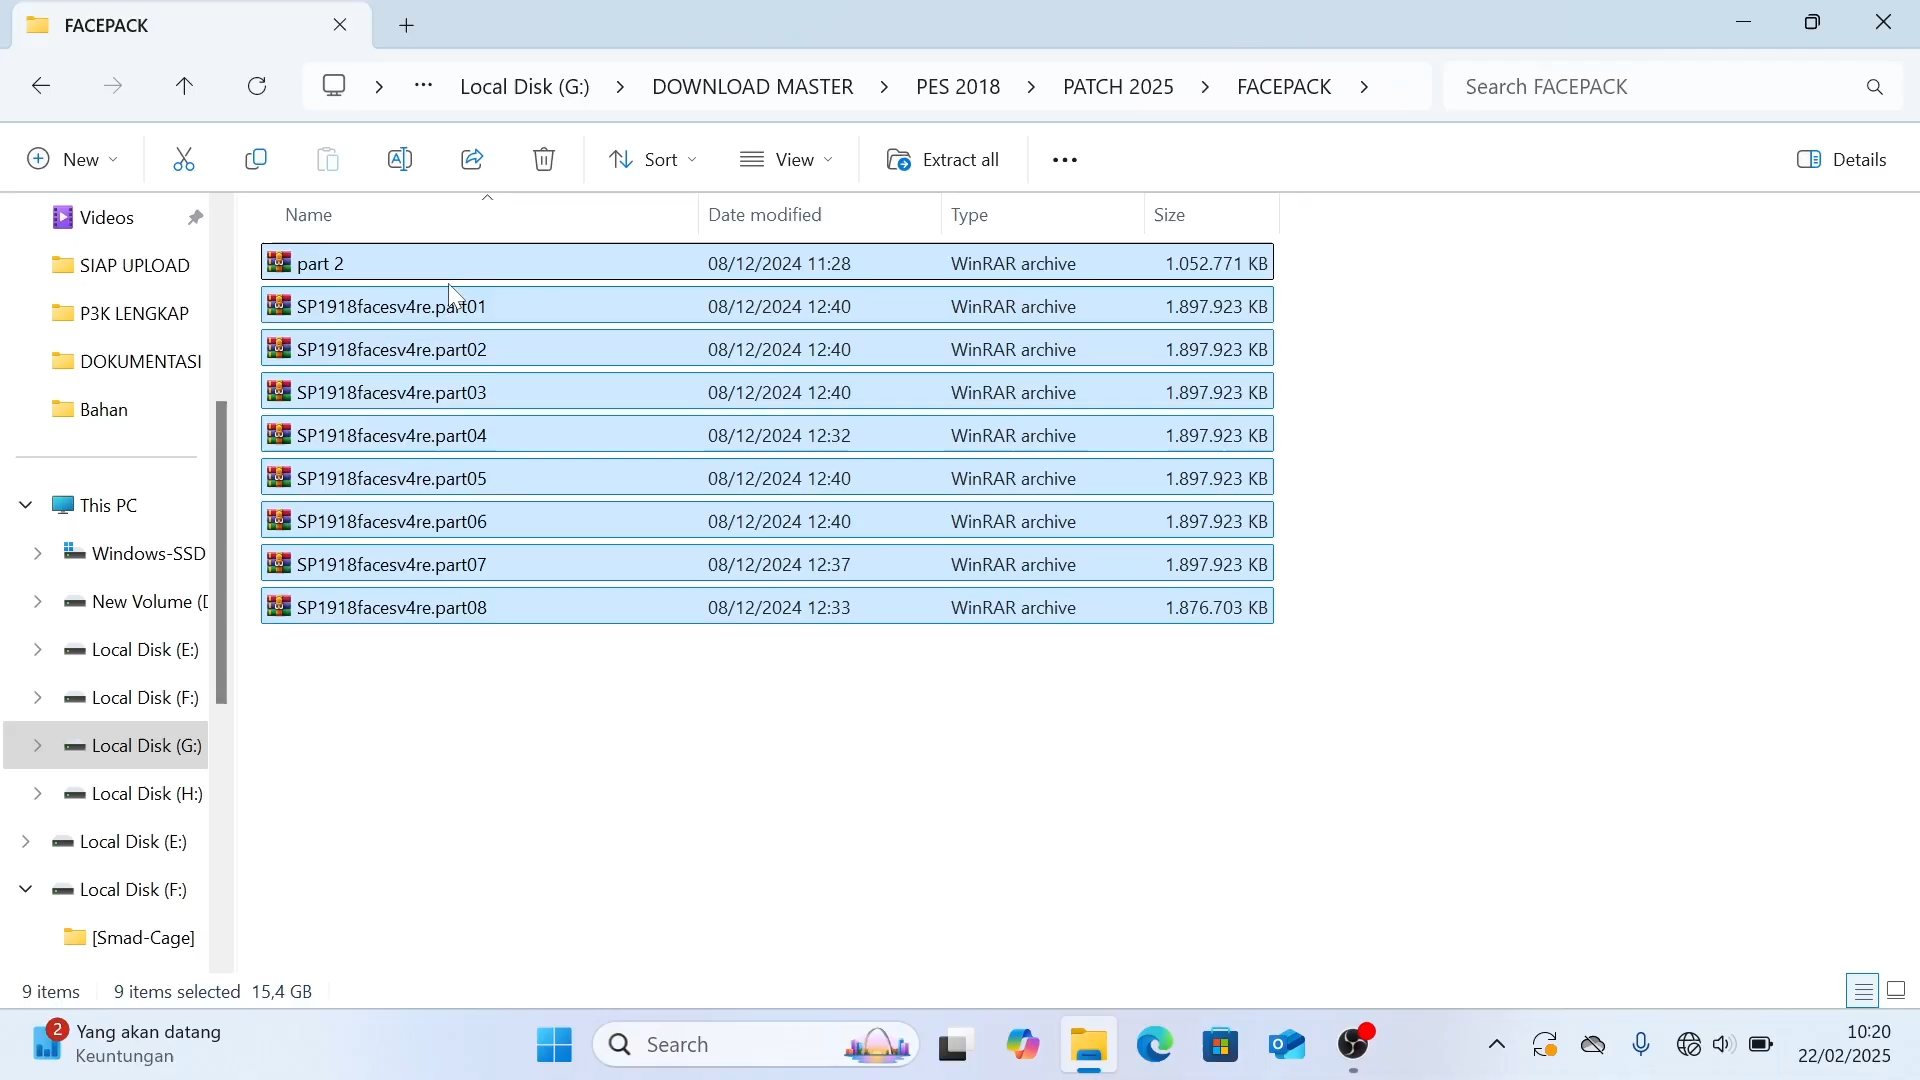 FACEPACK
Local Disk (G:) DOWNLOAD MASTER PES 2018 PATCH 2025 FACEPACK
Search FACEPACK
New Sort View Extract all Details
Name Date modified Type Size
part 2 08/12/2024 11:28 WinRAR archive 1.052.771 KB
SP1918facesv4re.part01 08/12/2024 12:40 WinRAR archive 1.897.923 KB
SP1918facesv4re.part02 08/12/2024 12:40 WinRAR archive 1.897.923 KB
SP1918facesv4re.part03 08/12/2024 12:40 WinRAR archive 1.897.923 KB
SP1918facesv4re.part04 08/12/2024 12:32 WinRAR archive 1.897.923 KB
SP1918facesv4re.part05 08/12/2024 12:40 WinRAR archive 1.897.923 KB
SP1918facesv4re.part06 08/12/2024 12:40 WinRAR archive 1.897.923 KB
SP1918facesv4re.part07 08/12/2024 12:37 WinRAR archive 1.897.923 KB
SP1918facesv4re.part08 08/12/2024 12:33 WinRAR archive 1.876.703 KB
Videos
SIAP UPLOAD
P3K LENGKAP
DOKUMENTASI
Bahan
This PC
Windows-SSD
New Volume (D
Local Disk (E:)
Local Disk (F:)
Local Disk (G:)
Local Disk (H:)
Local Disk (E:)
Local Disk (F:)
[Smad-Cage]
9 items 9 items selected 15,4 GB
2
Yang akan datang
Keuntungan
Search
10:20
22/02/2025